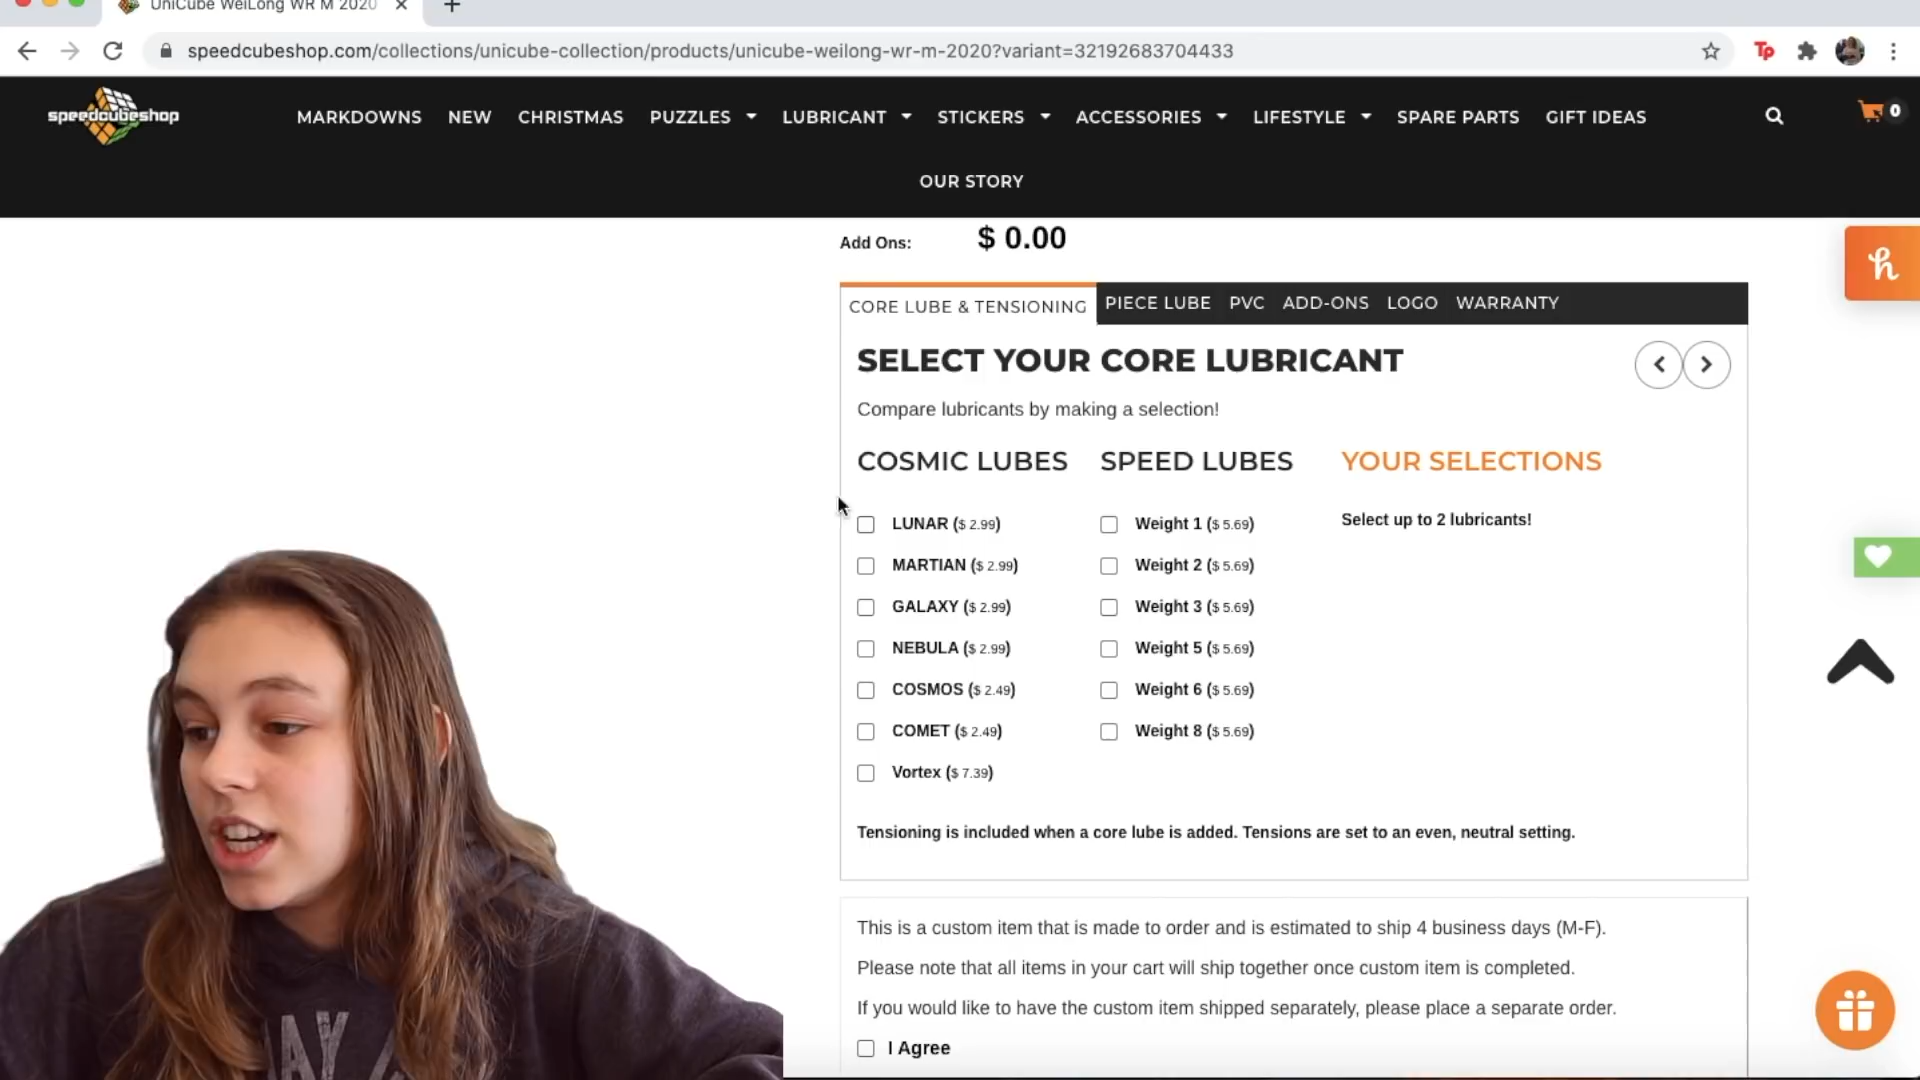 UniCube WeiLong WR M 2020
speedcubeshop.com/collections/unicube-collection/products/unicube-weilong-wr-m-2020?variant=32192683704433
Tp
speedcubeshop
MARKDOWNS NEW CHRISTMAS PUZZLES LUBRICANT STICKERS ACCESSORIES LIFESTYLE SPARE PARTS GIFT IDEAS
0
OUR STORY
Add Ons: $ 0.00
h
CORE LUBE & TENSIONING PIECE LUBE PVC ADD-ONS LOGO WARRANTY
SELECT YOUR CORE LUBRICANT
Compare lubricants by making a selection!
COSMIC LUBES SPEED LUBES YOUR SELECTIONS
LUNAR ($ 2.99) Weight 1 ($ 5.69) Select up to 2 lubricants!
MARTIAN ($ 2.99) Weight 2 ($ 5.69)
GALAXY ($ 2.99) Weight 3 ($ 5.69)
NEBULA ($ 2.99) Weight 5 ($ 5.69)
COSMOS ($ 2.49) Weight 6 ($ 5.69)
COMET ($ 2.49) Weight 8 ($ 5.69)
Vortex ($ 7.39)
Tensioning is included when a core lube is added. Tensions are set to an even, neutral setting.
This is a custom item that is made to order and is estimated to ship 4 business days (M-F).
Please note that all items in your cart will ship together once custom item is completed.
If you would like to have the custom item shipped separately, please place a separate order.
I Agree